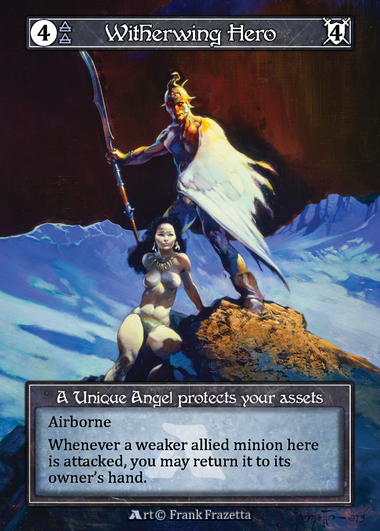 4 Witherwing Hero 4
A Unique Angel protects your assets
Airborne
Whenever a weaker allied minion here
is attacked, you may return it to its
owner's hand.
Art © Frank Frazetta